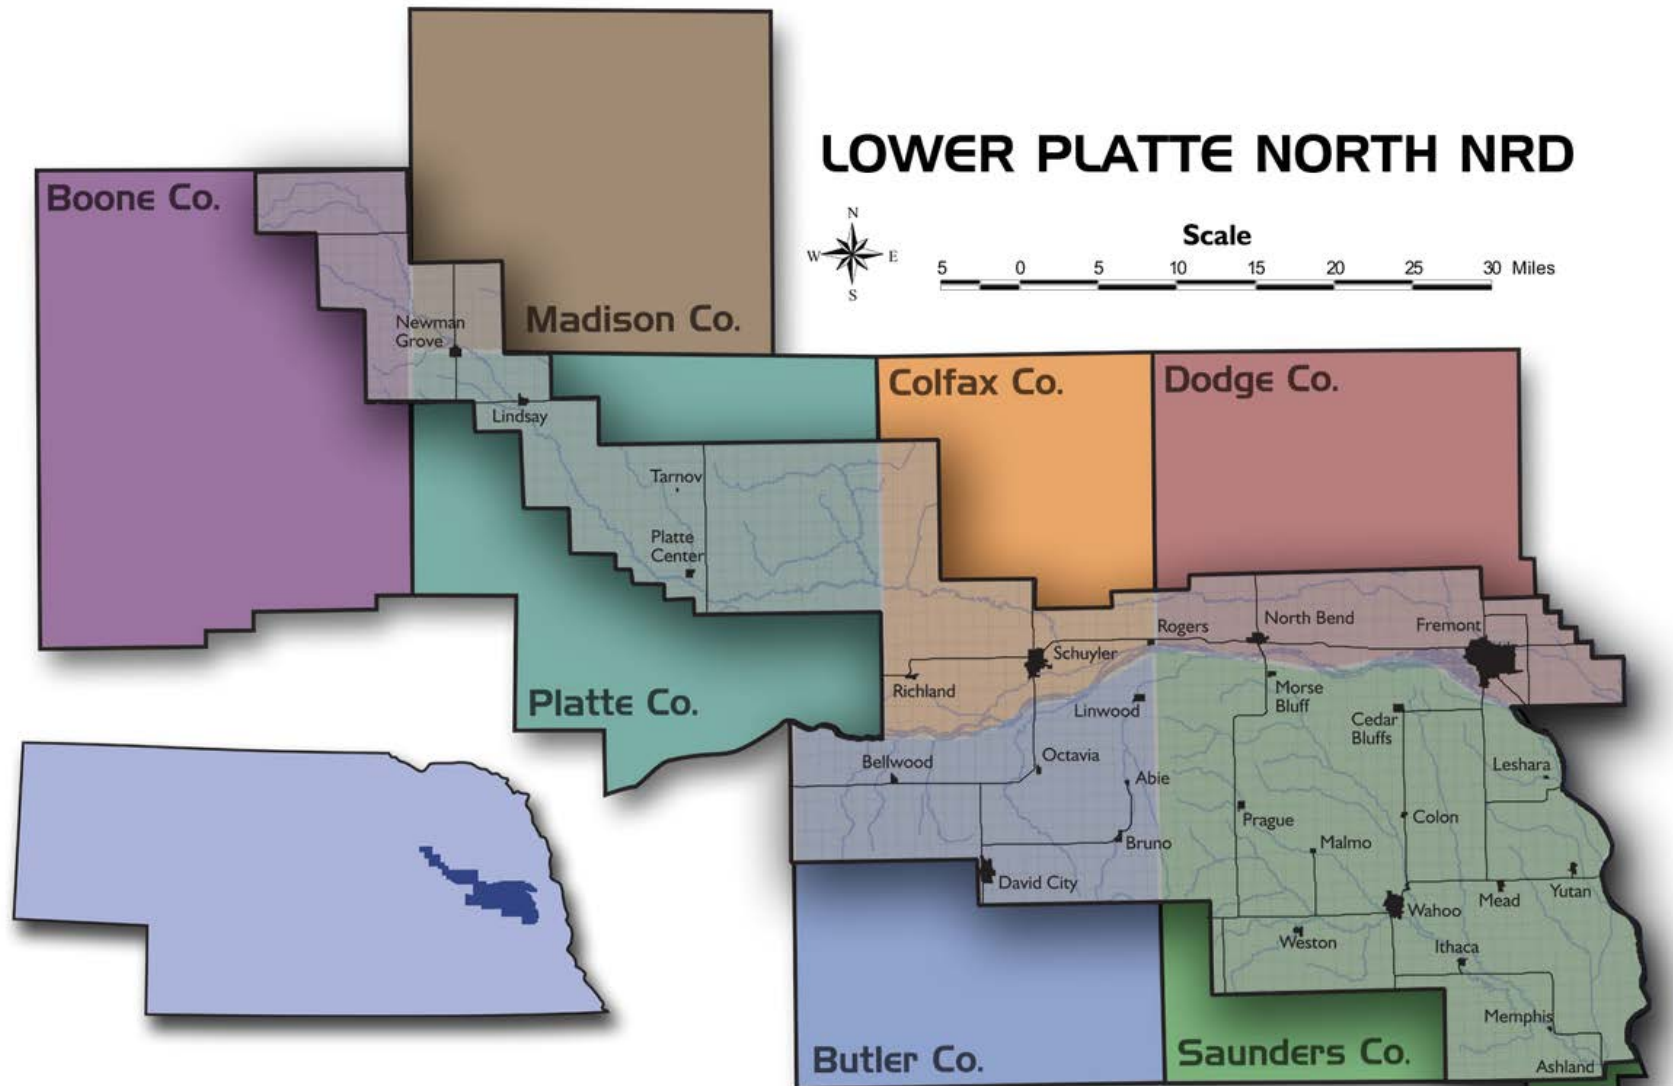 LOWER PLATTE NORTH NRD
N
W
E
S
Scale
5 0 5 10 15 20 25 30 Miles
Boone Co.
Madison Co.
Newman
Grove
Lindsay
Colfax Co.
Dodge Co.
Tarnov
Platte
Center
Platte Co.
Rogers
North Bend
Fremont
Schuyler
Richland
Linwood
Morse
Bluff
Cedar
Bluffs
Bellwood
Octavia
Abie
Leshara
Prague
Colon
Bruno
Malmo
David City
Wahoo
Mead
Yutan
Weston
Ithaca
Memphis
Ashland
Butler Co.
Saunders Co.